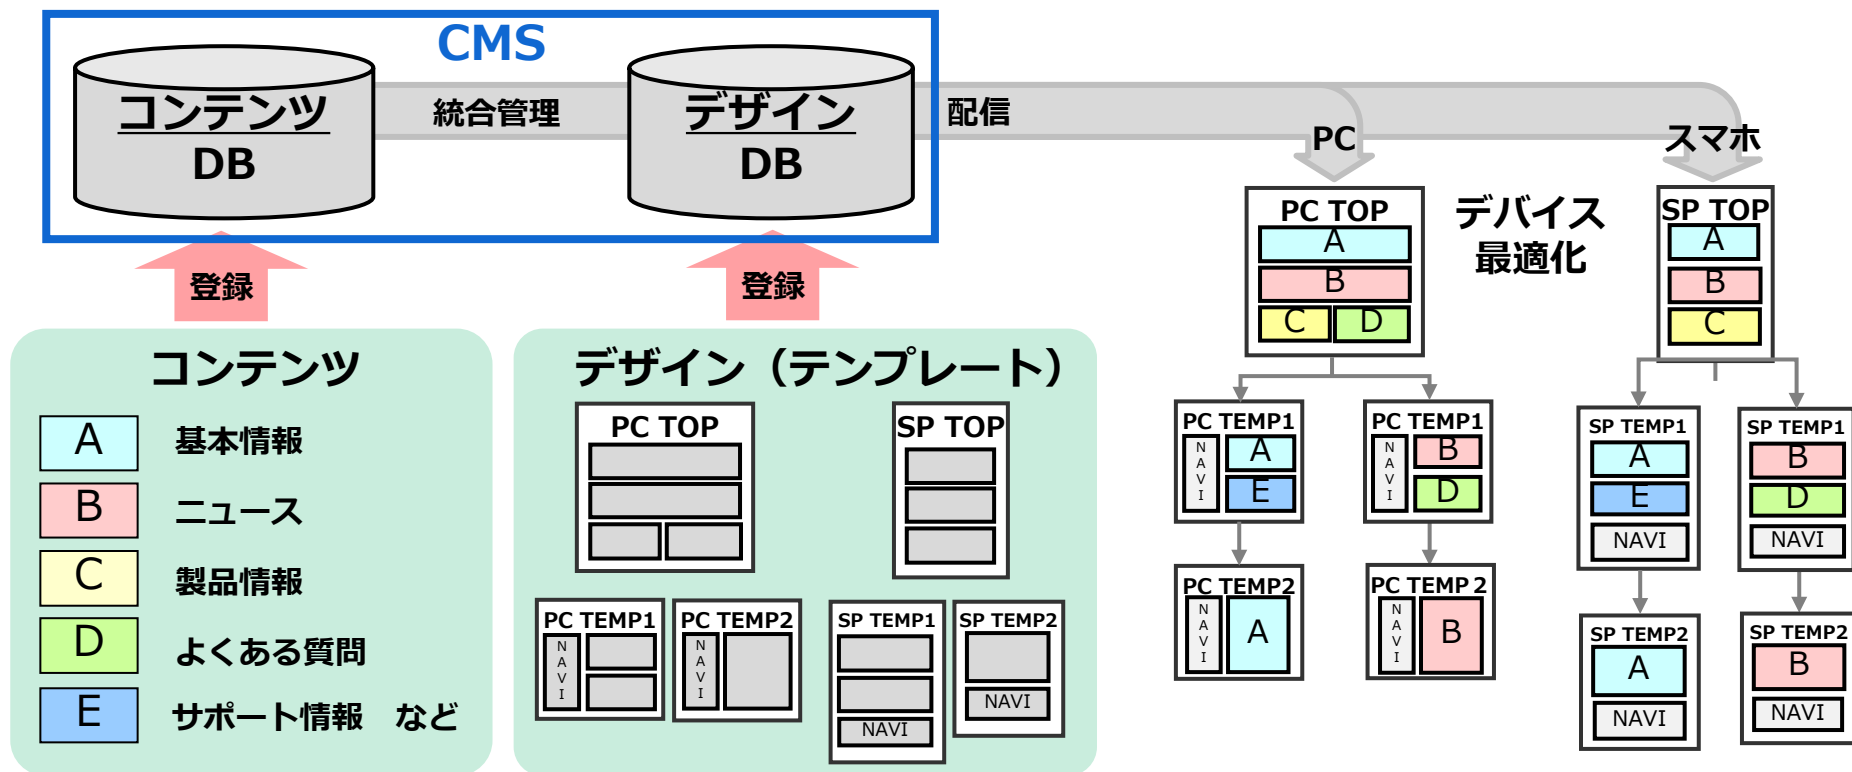 CMS
コンテンツ
DB
統合管理
デザイン
DB
配信
PC
スマホ
登録
登録
コンテンツ
A 基本情報
B ニュース
C 製品情報
D よくある質問
E サポート情報　など
デザイン（テンプレート）
PC TOP
SP TOP
PC TEMP1
NAVI
PC TEMP2
NAVI
SP TEMP1
NAVI
SP TEMP2
NAVI
デバイス
最適化
PC TOP
A
B
C D
PC TEMP1
NAVI
A
E
PC TEMP1
NAVI
B
D
PC TEMP2
NAVI
A
PC TEMP2
NAVI
B
SP TOP
A
B
C
SP TEMP1
A
E
NAVI
SP TEMP1
B
D
NAVI
SP TEMP2
A
NAVI
SP TEMP2
B
NAVI